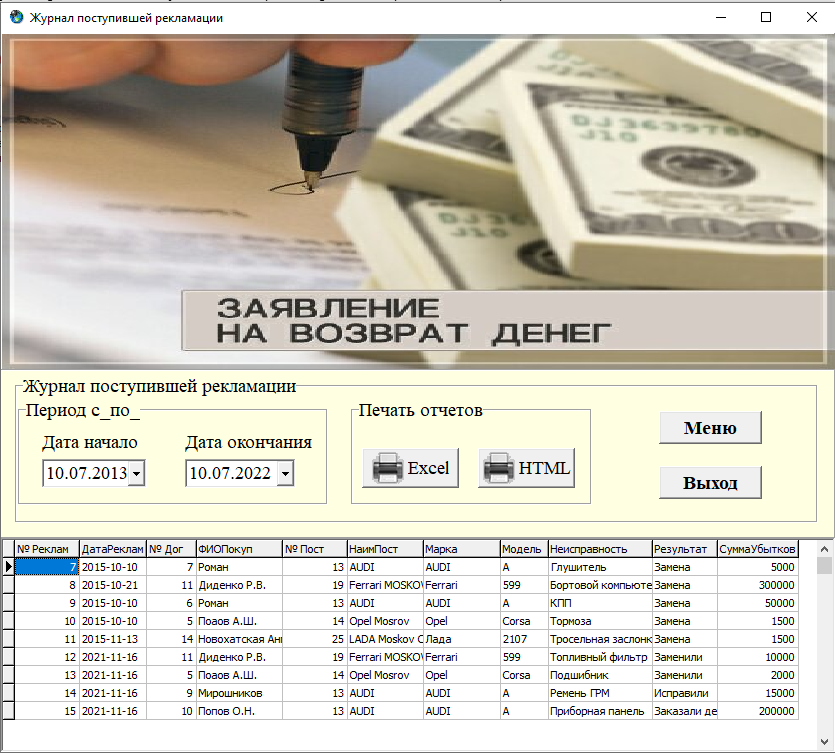 Журнал поступившей рекламации
DJ3639780
J10
DJ36
J10
ЗАЯВЛЕНИЕ
НА ВОЗВРАТ ДЕНЕГ
Журнал поступившей рекламации
Период с_по_
Печать отчетов
Дата начало Дата окончания
Меню
10.07.2013 10.07.2022
Excel HTML
Выход
№ Реклам ДатаРеклам № Дог ФИОПокуп № Пост НаимПост Марка Модель Неисправность Результат СуммаУбытков
7 2015-10-10 7 Роман 13 AUDI AUDI A Глушитель Замена 5000
8 2015-10-21 11 Диденко Р.В. 19 Ferrari MOSKOV Ferrari 599 Бортовой компьюте Замена 300000
9 2015-10-10 6 Роман 13 AUDI AUDI A КПП Замена 50000
10 2015-10-10 5 Поаов А.Ш. 14 Opel Mosrov Opel Corsa Тормоза Замена 1500
11 2015-11-13 14 Новохатская Анн 25 LADA Moskov C Лада 2107 Тросельная заслонк Замена 1500
12 2021-11-16 11 Диденко Р.В. 19 Ferrari MOSKOV Ferrari 599 Топливный фильтр Заменили 10000
13 2021-11-16 5 Поаов А.Ш. 14 Opel Mosrov Opel Corsa Подшибник Заменили 2000
14 2021-11-16 9 Мирошников 13 AUDI AUDI A Ремень ГРМ Исправили 15000
15 2021-11-16 10 Попов О.Н. 13 AUDI AUDI A Приборная панель Заказали де 200000